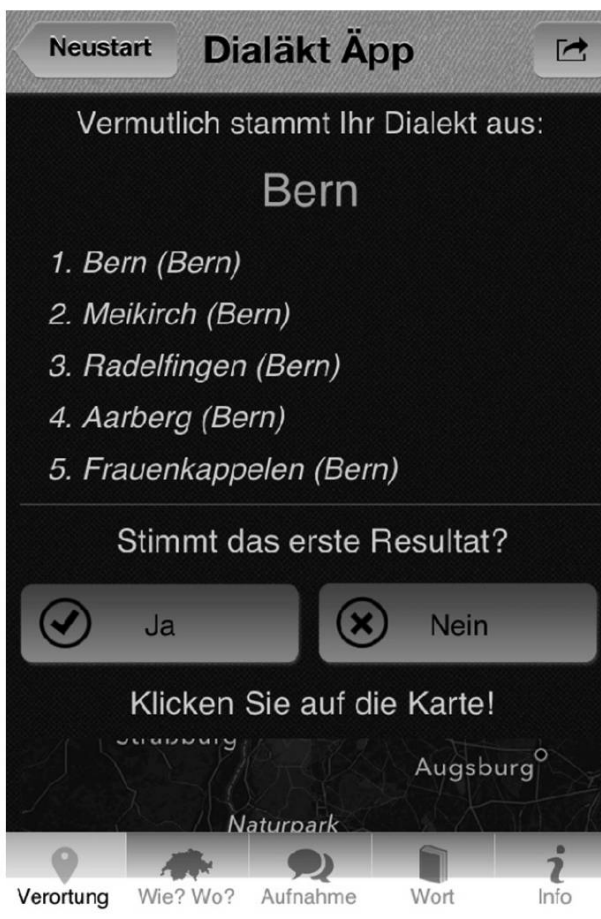 Neustart Dialäkt Äpp
Vermutlich stammt Ihr Dialekt aus:
Bern
1. Bern (Bern)
2. Meikirch (Bern)
3. Radelfingen (Bern)
4. Aarberg (Bern)
5. Frauenkappelen (Bern)
Stimmt das erste Resultat?
Ja Nein
Klicken Sie auf die Karte!
Straßburg
Augsburg
Naturpark
Verortung Wie? Wo? Aufnahme Wort Info